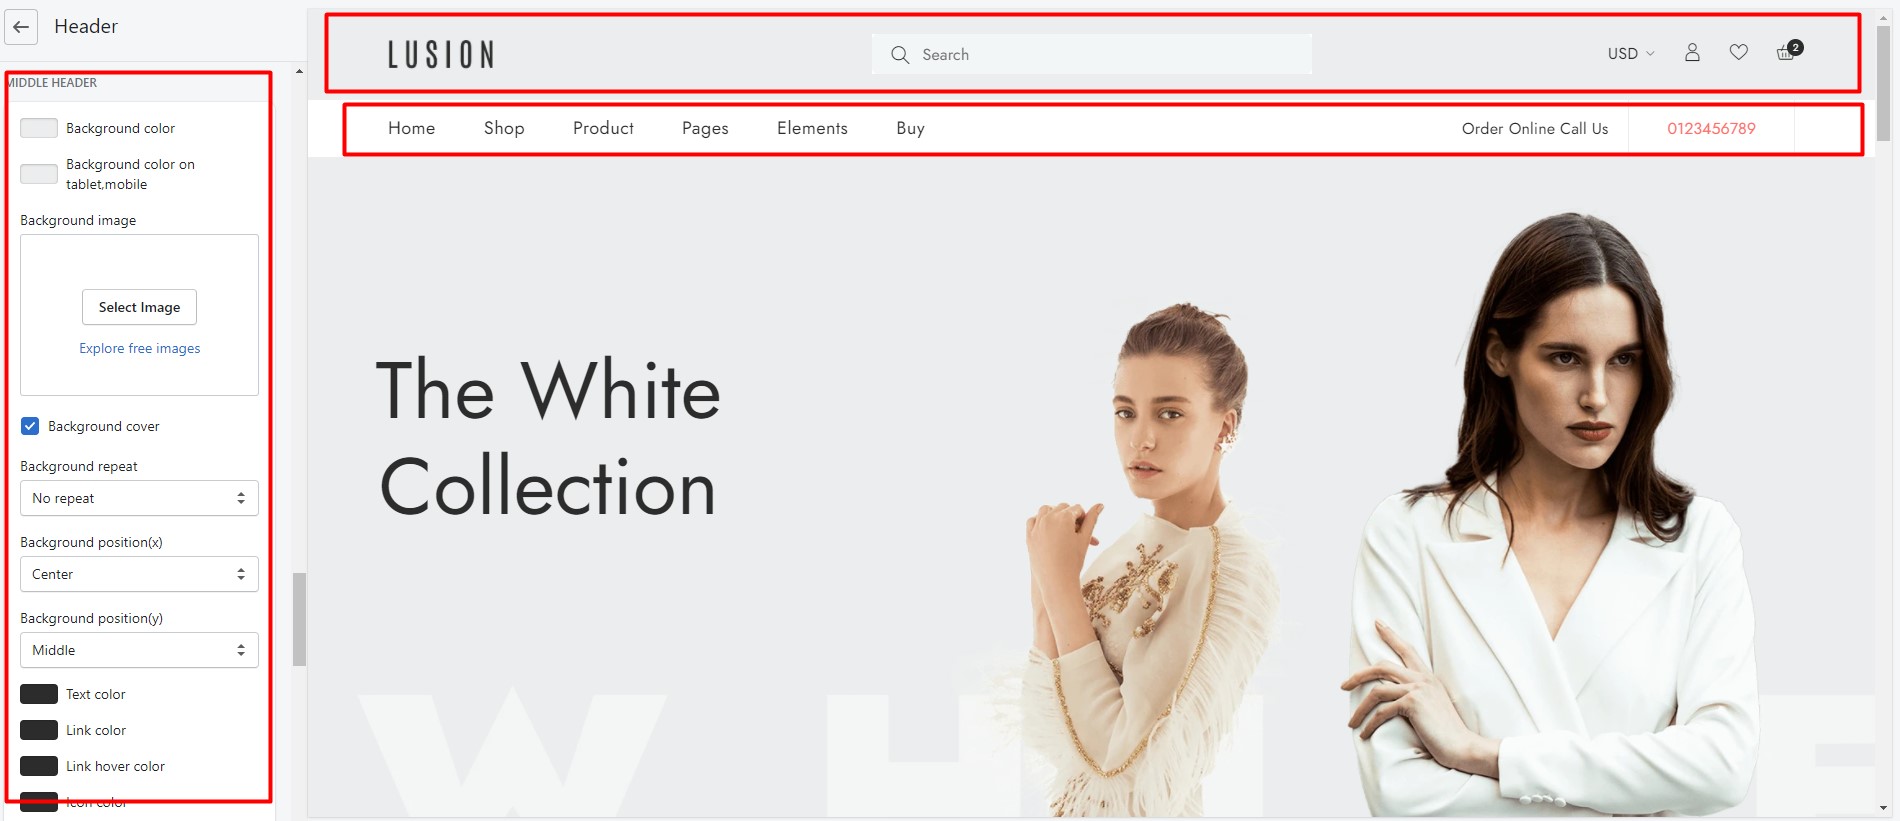 Header
MIDDLE HEADER
Background color
Background color on
tablet,mobile
Background image
Select Image
Explore free images
Background cover
Background repeat
No repeat
Background position(x)
Center
Background position(y)
Middle
Text color
Link color
Link hover color
Icon color
LUSION
Search
USD
2
Home Shop Product Pages Elements Buy
Order Online Call Us 0123456789
The White
Collection
W H I T E